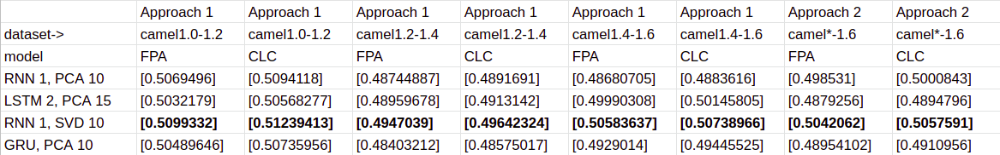 Approach 1 Approach 1 Approach 1 Approach 1 Approach 1 Approach 1 Approach 2 Approach 2
dataset-> camel1.0-1.2 camel1.0-1.2 camel1.2-1.4 camel1.2-1.4 camel1.4-1.6 camel1.4-1.6 camel*-1.6 camel*-1.6
model FPA CLC FPA CLC FPA CLC FPA CLC
RNN 1, PCA 10 [0.5069496] [0.5094118] [0.48744887] [0.4891691] [0.48680705] [0.4883616] [0.498531] [0.5000843]
LSTM 2, PCA 15 [0.5032179] [0.50568277] [0.48959678] [0.4913142] [0.49990308] [0.50145805] [0.4879256] [0.4894796]
RNN 1, SVD 10 [0.5099332] [0.51239413] [0.4947039] [0.49642324] [0.50583637] [0.50738966] [0.5042062] [0.5057591]
GRU, PCA 10 [0.50489646] [0.50735956] [0.48403212] [0.48575017] [0.4929014] [0.49445525] [0.48954102] [0.4910956]